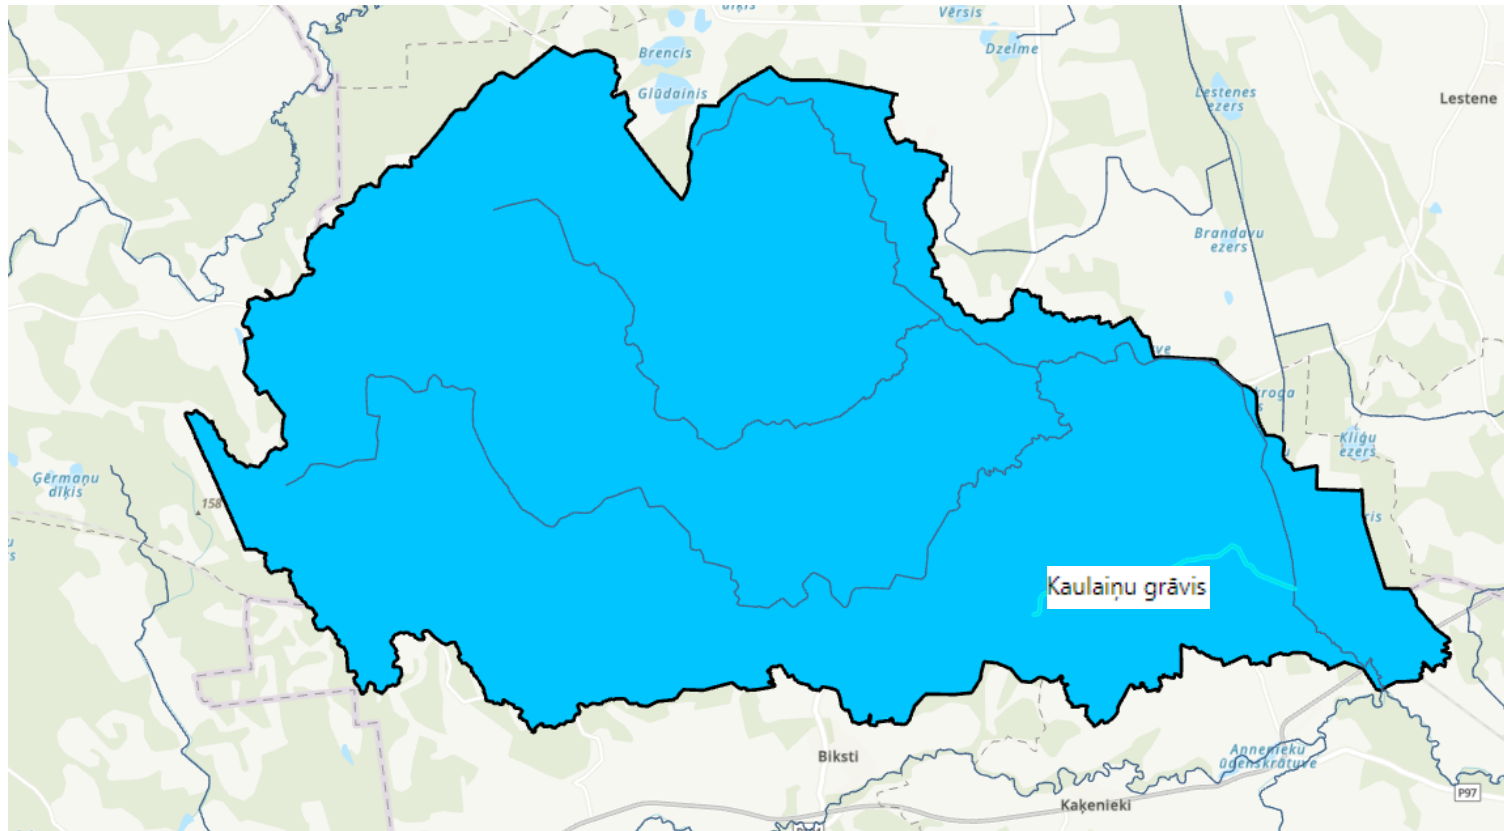 Vērsis
Dzelme
Brencis
Glūdainis
Lestenes
ezers
Lestene
Brandavu
ezers
Kliģu
ezers
Ģērmaņu
dīķis
158
Kaulaiņu grāvis
Biksti
Annenieku
ūdenskrātuve
Kaķenieki
P97